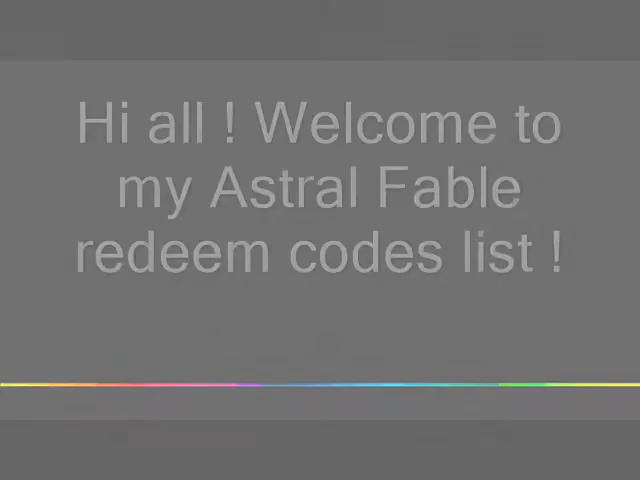 Hi all ! Welcome to
my Astral Fable
redeem codes list !